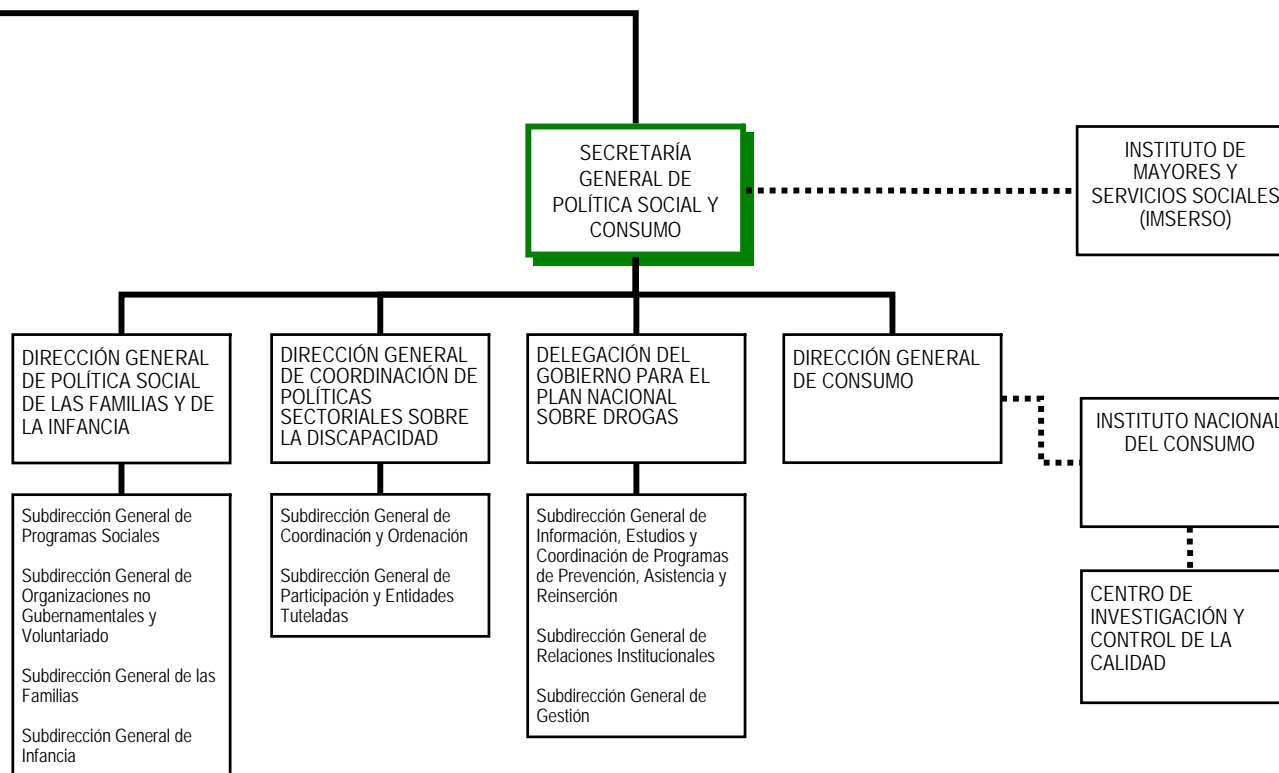 SECRETARÍA
GENERAL DE
POLÍTICA SOCIAL Y
CONSUMO
INSTITUTO DE
MAYORES Y
SERVICIOS SOCIALES
(IMSERSO)
DIRECCIÓN GENERAL
DE POLÍTICA SOCIAL
DE LAS FAMILIAS Y DE
LA INFANCIA
DIRECCIÓN GENERAL
DE COORDINACIÓN DE
POLÍTICAS
SECTORIALES SOBRE
LA DISCAPACIDAD
DELEGACIÓN DEL
GOBIERNO PARA EL
PLAN NACIONAL
SOBRE DROGAS
DIRECCIÓN GENERAL
DE CONSUMO
INSTITUTO NACIONAL
DEL CONSUMO
Subdirección General de
Programas Sociales
Subdirección General de
Organizaciones no
Gubernamentales y
Voluntariado
Subdirección General de las
Familias
Subdirección General de
Infancia
Subdirección General de
Coordinación y Ordenación
Subdirección General de
Participación y Entidades
Tuteladas
Subdirección General de
Información, Estudios y
Coordinación de Programas
de Prevención, Asistencia y
Reinserción
Subdirección General de
Relaciones Institucionales
Subdirección General de
Gestión
CENTRO DE
INVESTIGACIÓN Y
CONTROL DE LA
CALIDAD